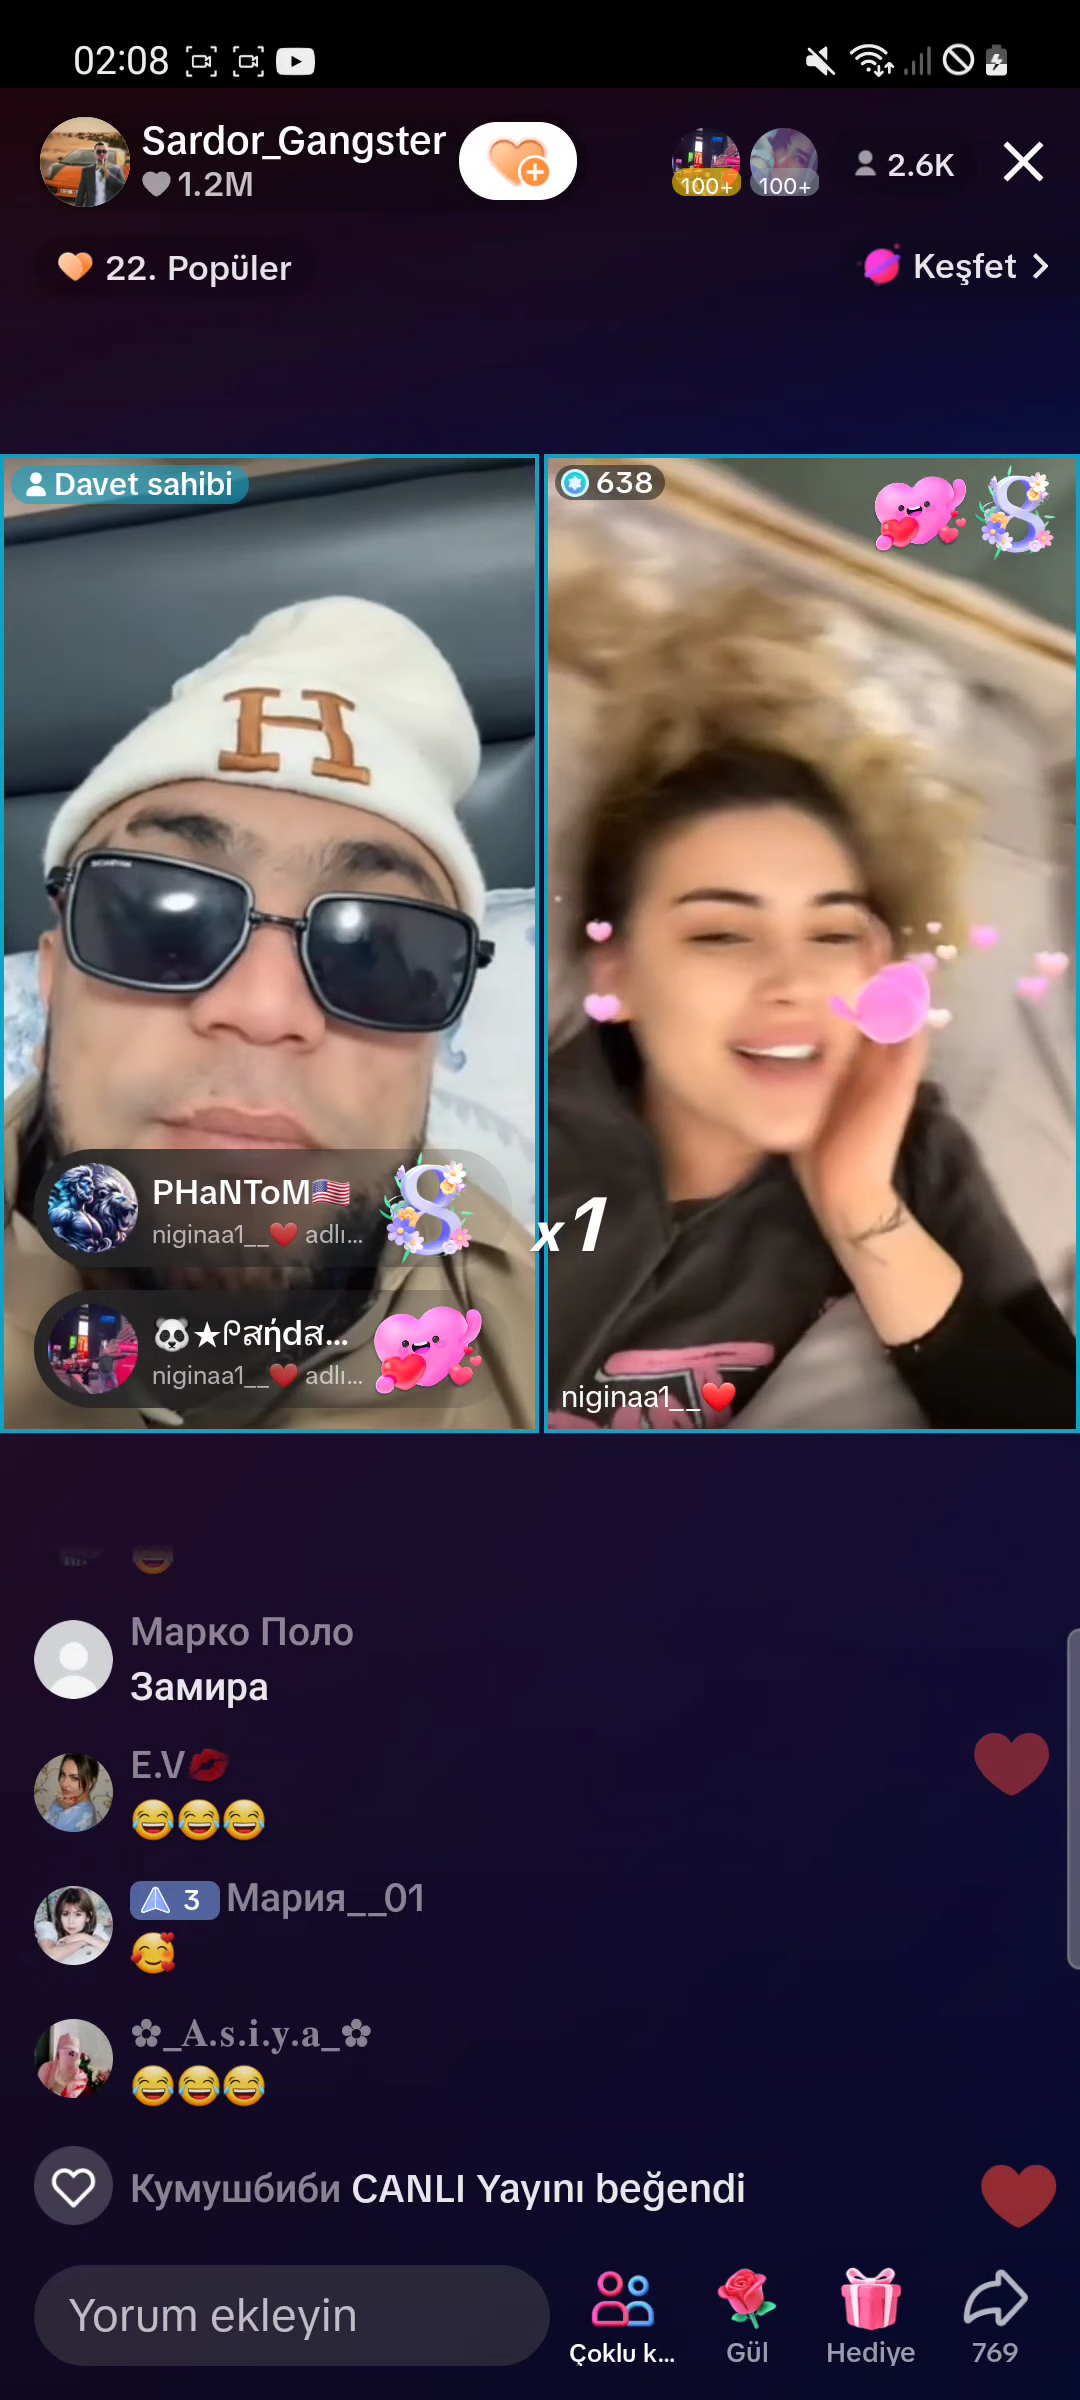 02:08
Sardor_Gangster
1.2M
100+
100+
2.6K
22. Popüler
Keşfet
Davet sahibi
638
H
PHaNToM🇺🇸
niginaa1__❤️ adlı...
x1
niginaa1__❤️ adlı...
niginaa1__❤️
Марко Поло
Замира
E.V💋
😂😂😂
3 Мария__01
🥰
✿_A.s.i.y.a_✿
😂😂😂
Кумушбиби CANLI Yayını beğendi
Yorum ekleyin
Çoklu k...
Gül
Hediye
769